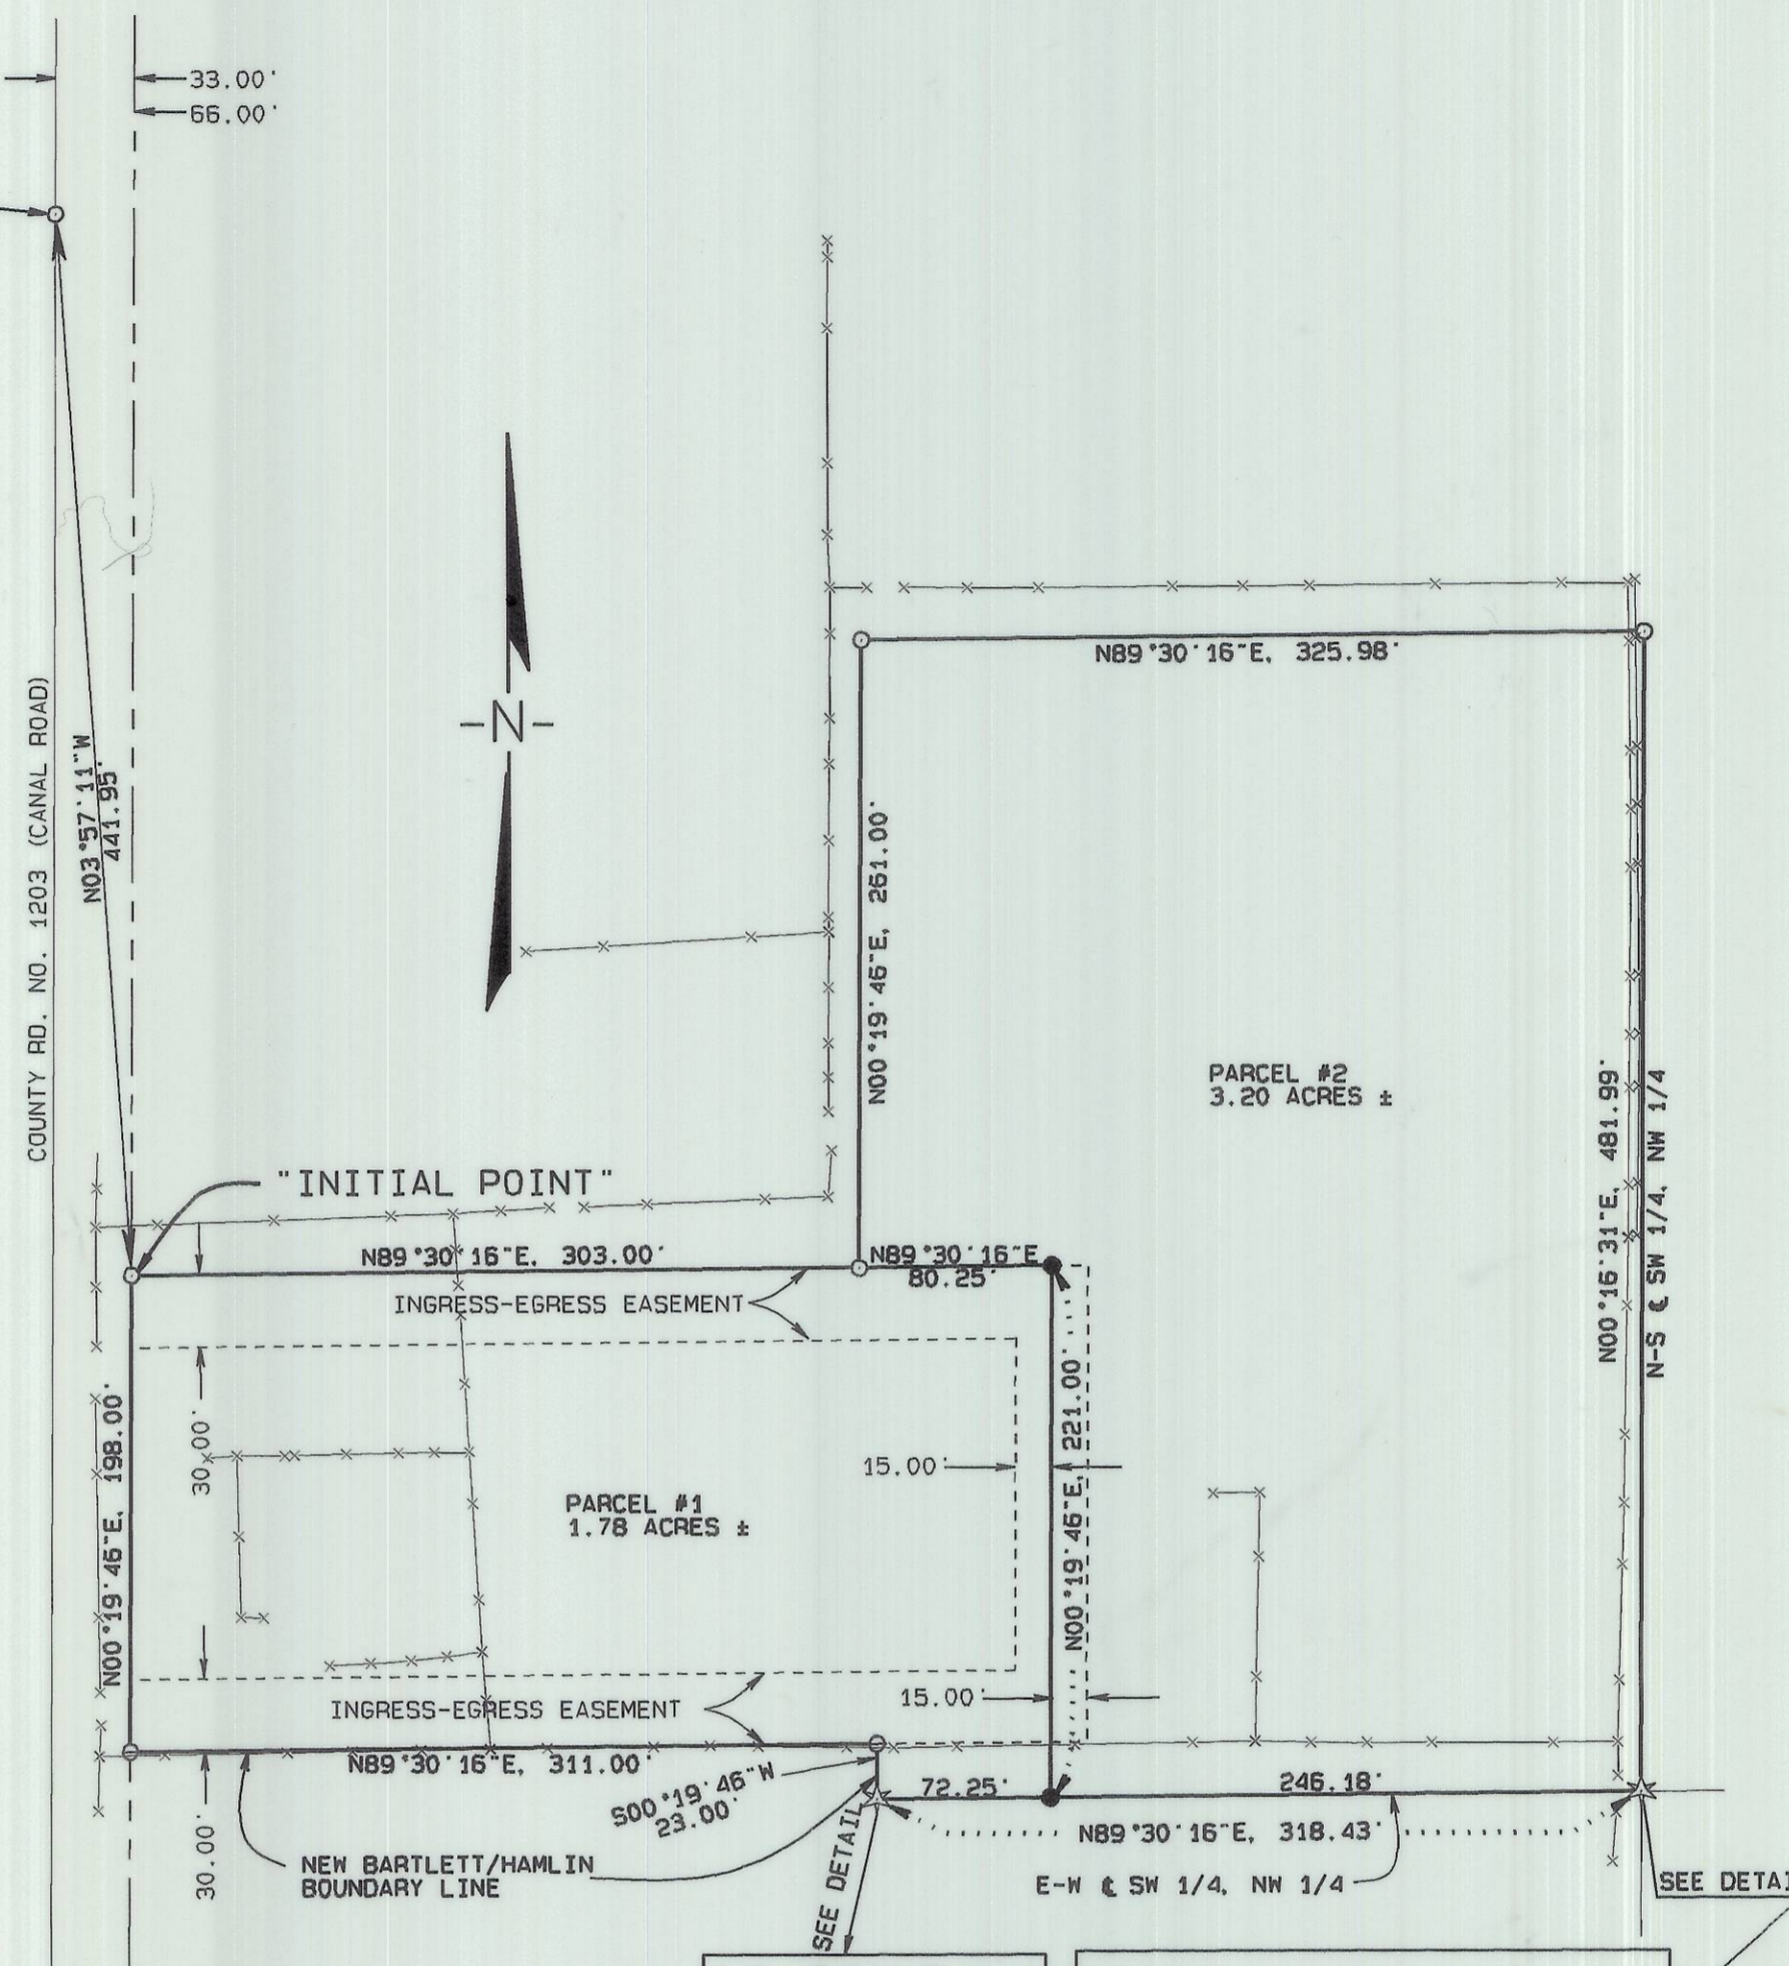 33.00'
66.00'
N89°30'16"E, 325.98'
COUNTY RD. NO. 1203 (CANAL ROAD)
N03°57'11"W
441.95'
-N-
N00°19'46"E, 261.00'
PARCEL #2
3.20 ACRES ±
N00°16'31"E, 481.99'
N-S ℄ SW 1/4, NW 1/4
"INITIAL POINT"
N89°30'16"E, 303.00'
N89°30'16"E
80.25'
INGRESS-EGRESS EASEMENT
30.00'
N00°19'46"E, 198.00'
15.00'
N00°19'46"E, 221.00'
PARCEL #1
1.78 ACRES ±
INGRESS-EGRESS EASEMENT
15.00'
N89°30'16"E, 311.00'
S00°19'46"W
23.00'
72.25'
246.18'
N89°30'16"E, 318.43'
30.00'
NEW BARTLETT/HAMLIN
BOUNDARY LINE
SEE DETAIL
E-W ℄ SW 1/4, NW 1/4
SEE DETAI